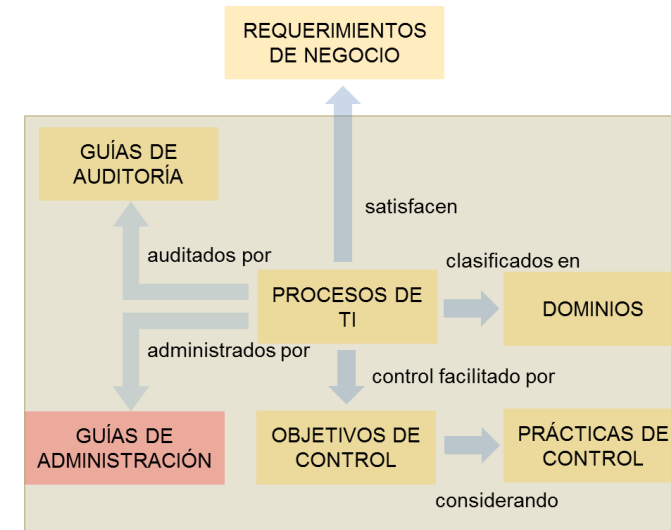 REQUERIMIENTOS
DE NEGOCIO
GUÍAS DE
AUDITORÍA
satisfacen
auditados por
clasificados en
PROCESOS DE
TI
DOMINIOS
administrados por
control facilitado por
GUÍAS DE
ADMINISTRACIÓN
OBJETIVOS DE
CONTROL
PRÁCTICAS DE
CONTROL
considerando